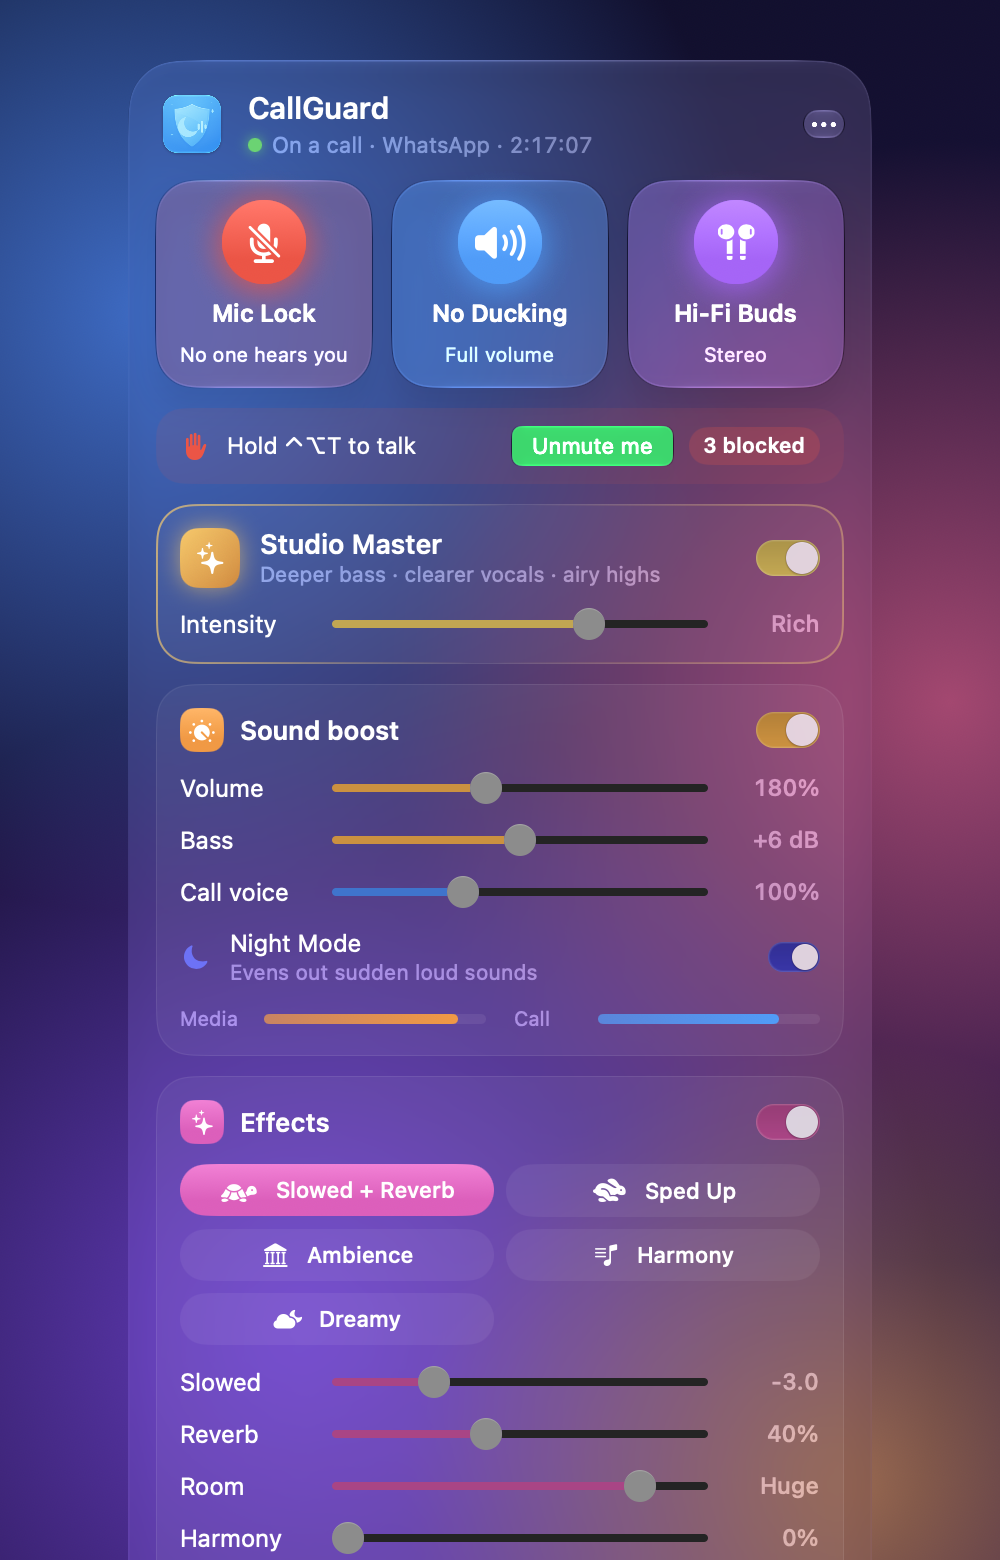 CallGuard
On a call · WhatsApp · 2:17:07
Mic Lock
No one hears you
No Ducking
Full volume
Hi-Fi Buds
Stereo
Hold ⌃⌥T to talk
Unmute me
3 blocked
Studio Master
Deeper bass · clearer vocals · airy highs
Intensity
Rich
Sound boost
Volume
180%
Bass
+6 dB
Call voice
100%
Night Mode
Evens out sudden loud sounds
Media
Call
Effects
Slowed + Reverb
Sped Up
Ambience
Harmony
Dreamy
Slowed
-3.0
Reverb
40%
Room
Huge
Harmony
0%